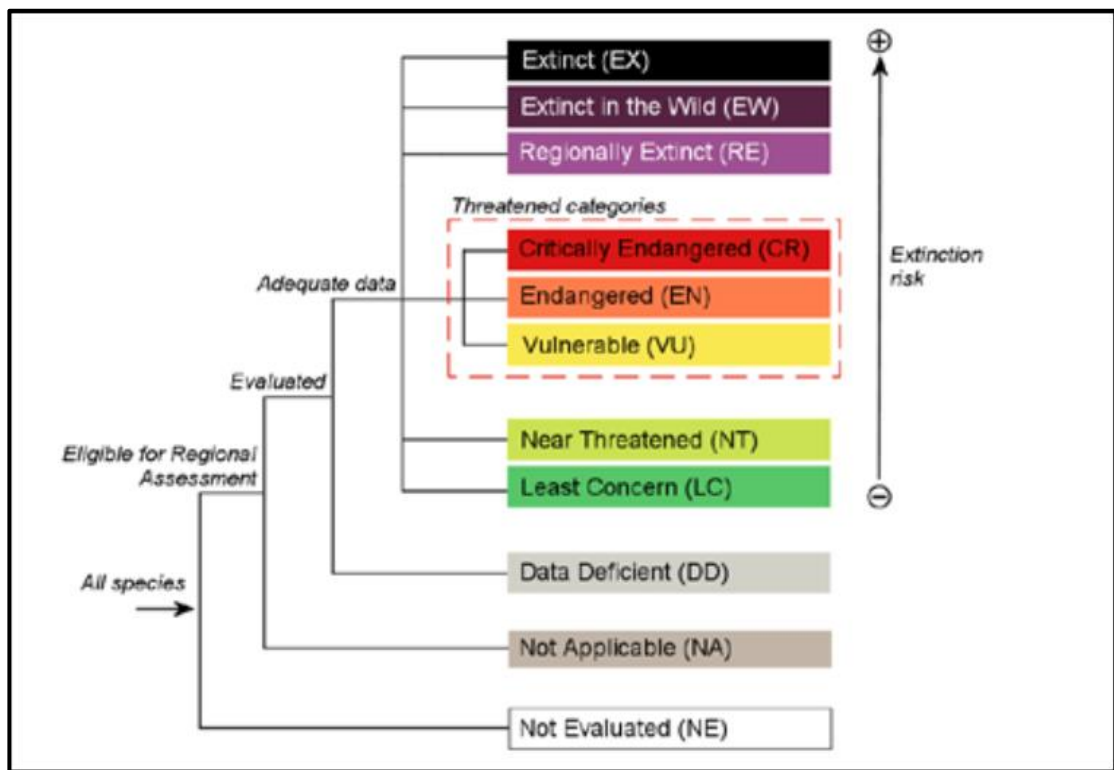 Extinct (EX)
Extinct in the Wild (EW)
Regionally Extinct (RE)
Threatened categories
Critically Endangered (CR)
Extinction
risk
Adequate data
Endangered (EN)
Vulnerable (VU)
Evaluated
Near Threatened (NT)
Eligible for Regional
Assessment
Least Concern (LC)
All species
Data Deficient (DD)
Not Applicable (NA)
Not Evaluated (NE)